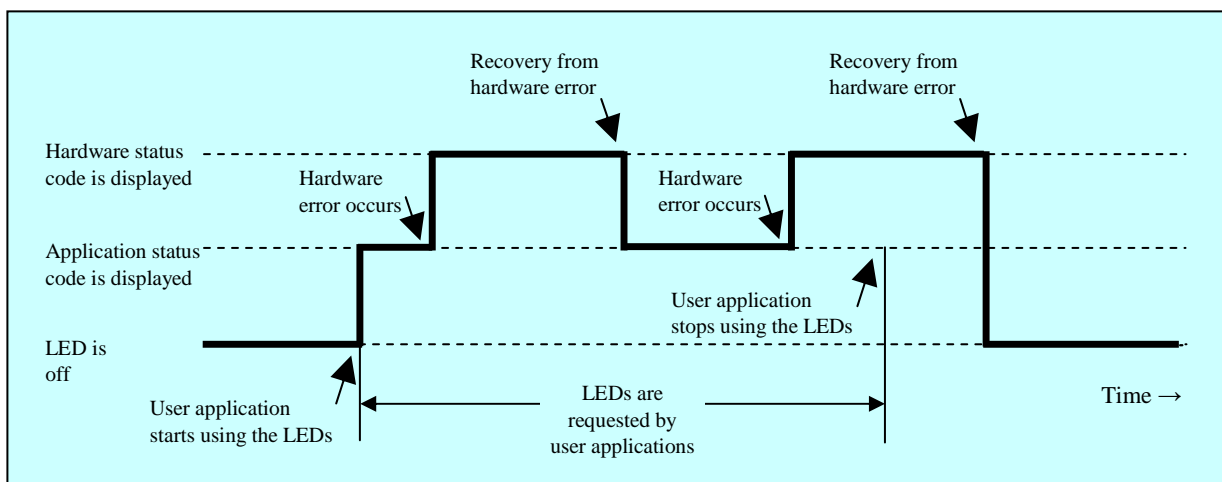 Recovery from
hardware error
Recovery from
hardware error
Hardware status
code is displayed
Hardware
error occurs
Hardware
error occurs
Application status
code is displayed
User application
stops using the LEDs
LED is
off
User application
starts using the LEDs
LEDs are
requested by
user applications
Time →